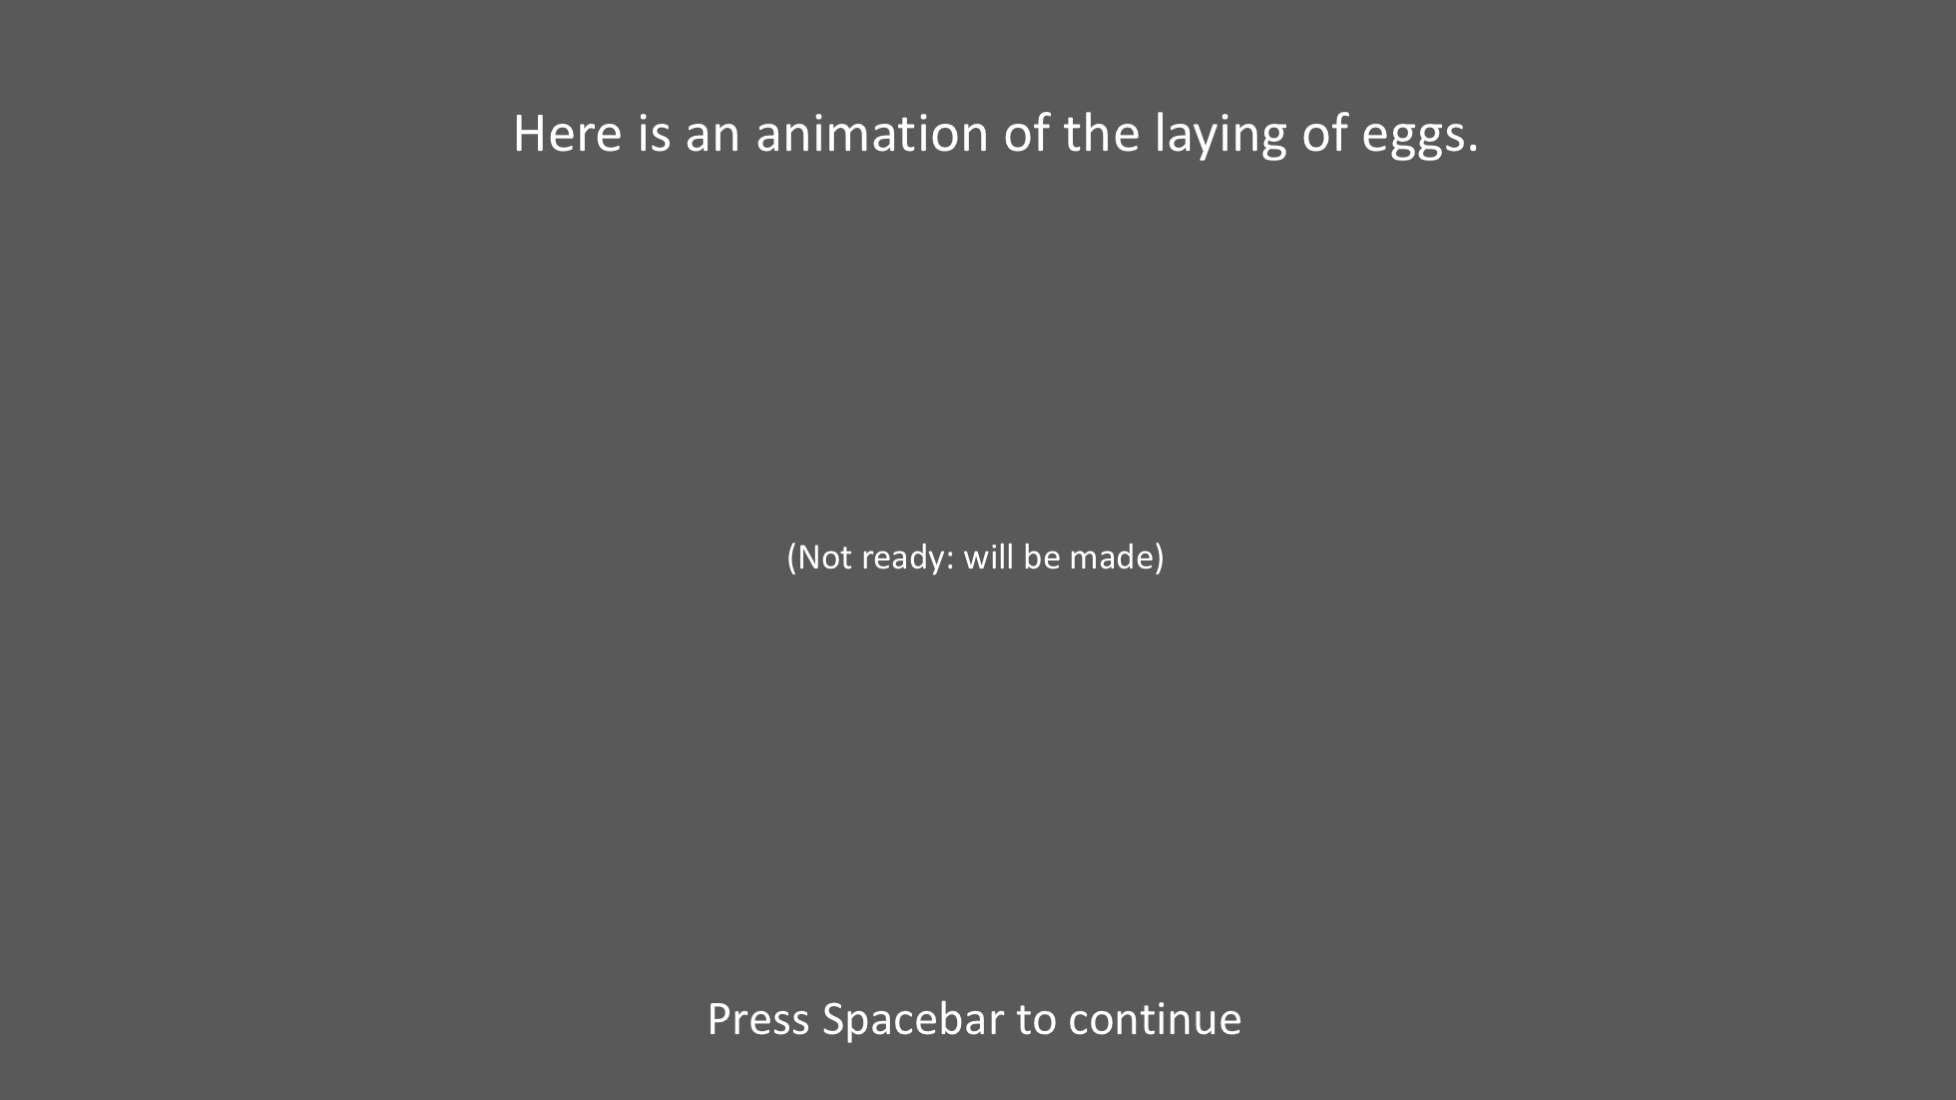 Here is an animation of the laying of eggs.
(Not ready: will be made)
Press Spacebar to continue